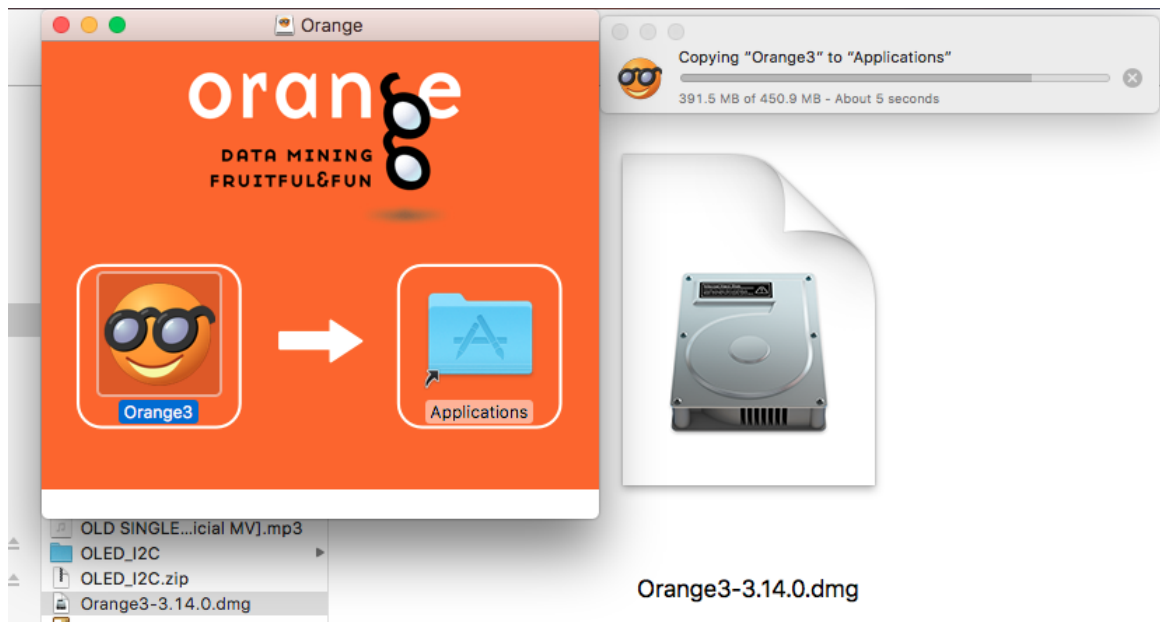 Orange
orange
DATA MINING
FRUITFUL&FUN
Orange3
Applications
Copying “Orange3” to “Applications”
391.5 MB of 450.9 MB - About 5 seconds
OLD SINGLE...icial MV].mp3
OLED_I2C
OLED_I2C.zip
Orange3-3.14.0.dmg
Orange3-3.14.0.dmg